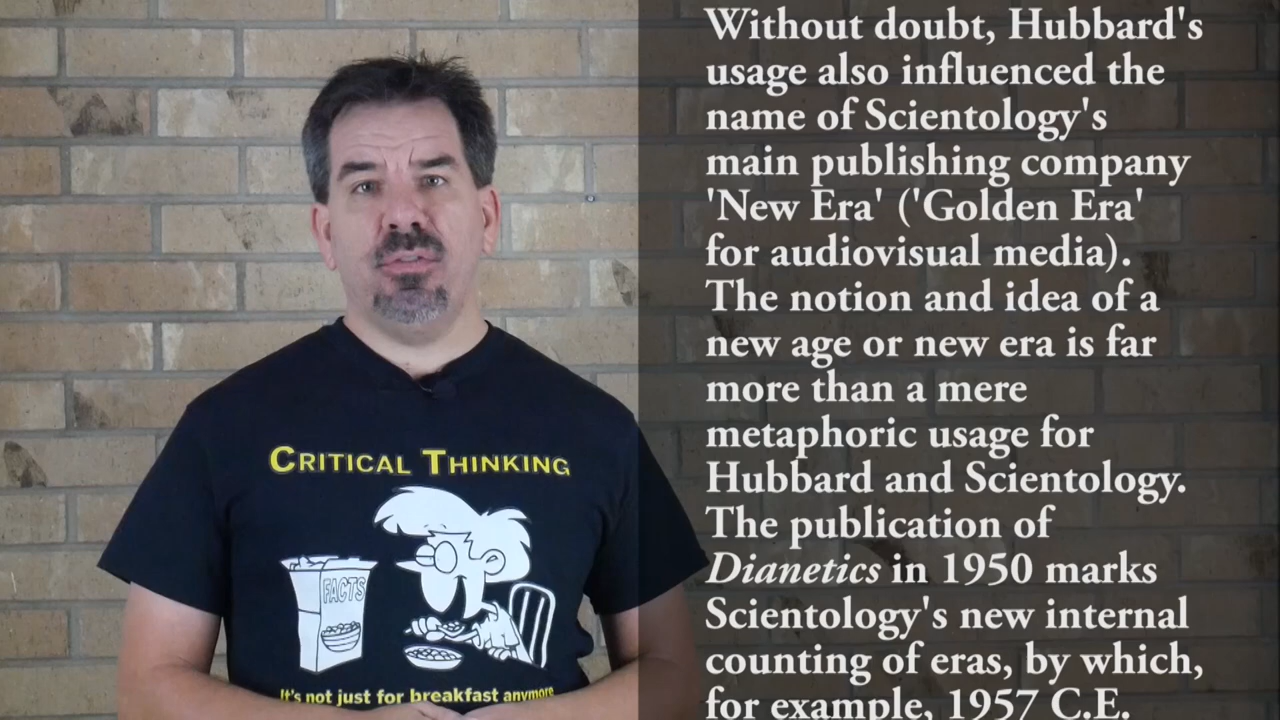 Without doubt, Hubbard's
usage also influenced the
name of Scientology's
main publishing company
'New Era' ('Golden Era'
for audiovisual media).
The notion and idea of a
new age or new era is far
more than a mere
metaphoric usage for
Hubbard and Scientology.
The publication of
Dianetics in 1950 marks
Scientology's new internal
counting of eras, by which,
for example, 1957 C.E.
CRITICAL THINKING
FACTS
It's not just for breakfast anymore